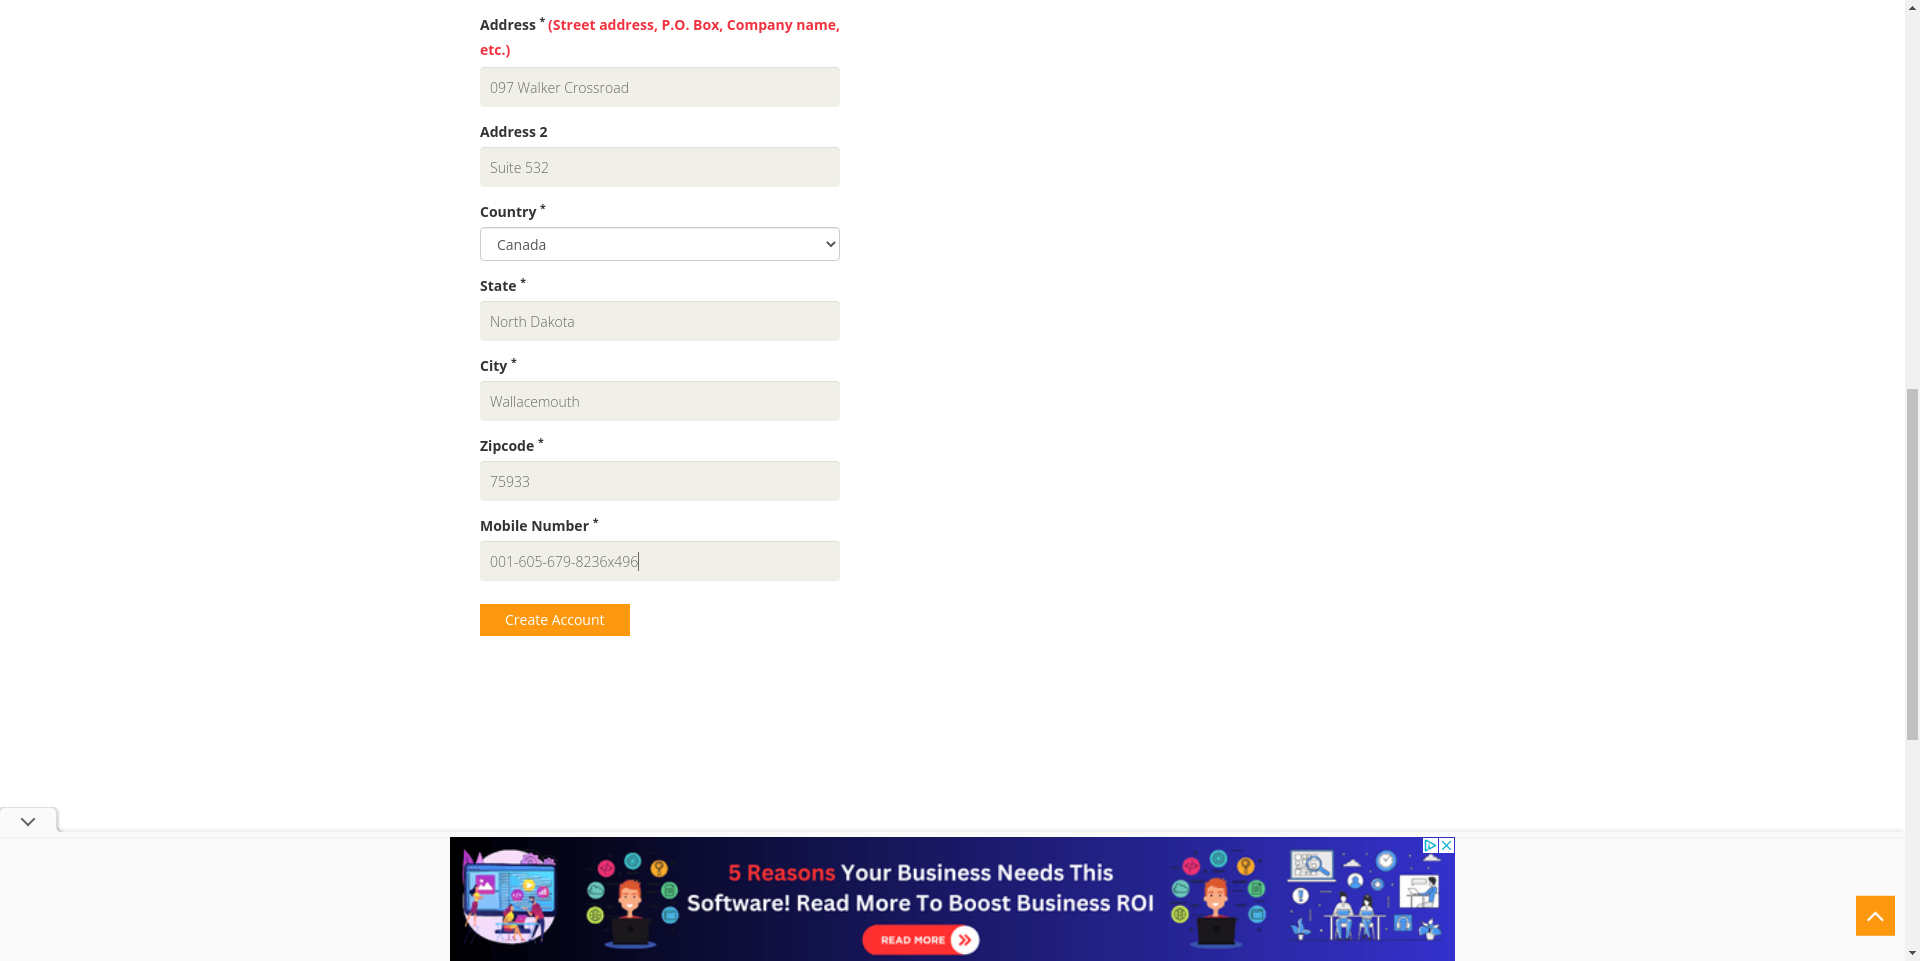 Address * (Street address, P.O. Box, Company name,
etc.)
097 Walker Crossroad
Address 2
Suite 532
Country *
Canada
State *
North Dakota
City *
Wallacemouth
Zipcode *
75933
Mobile Number *
001-605-679-8236x496
Create Account
5 Reasons Your Business Needs This
Software! Read More To Boost Business ROI
READ MORE